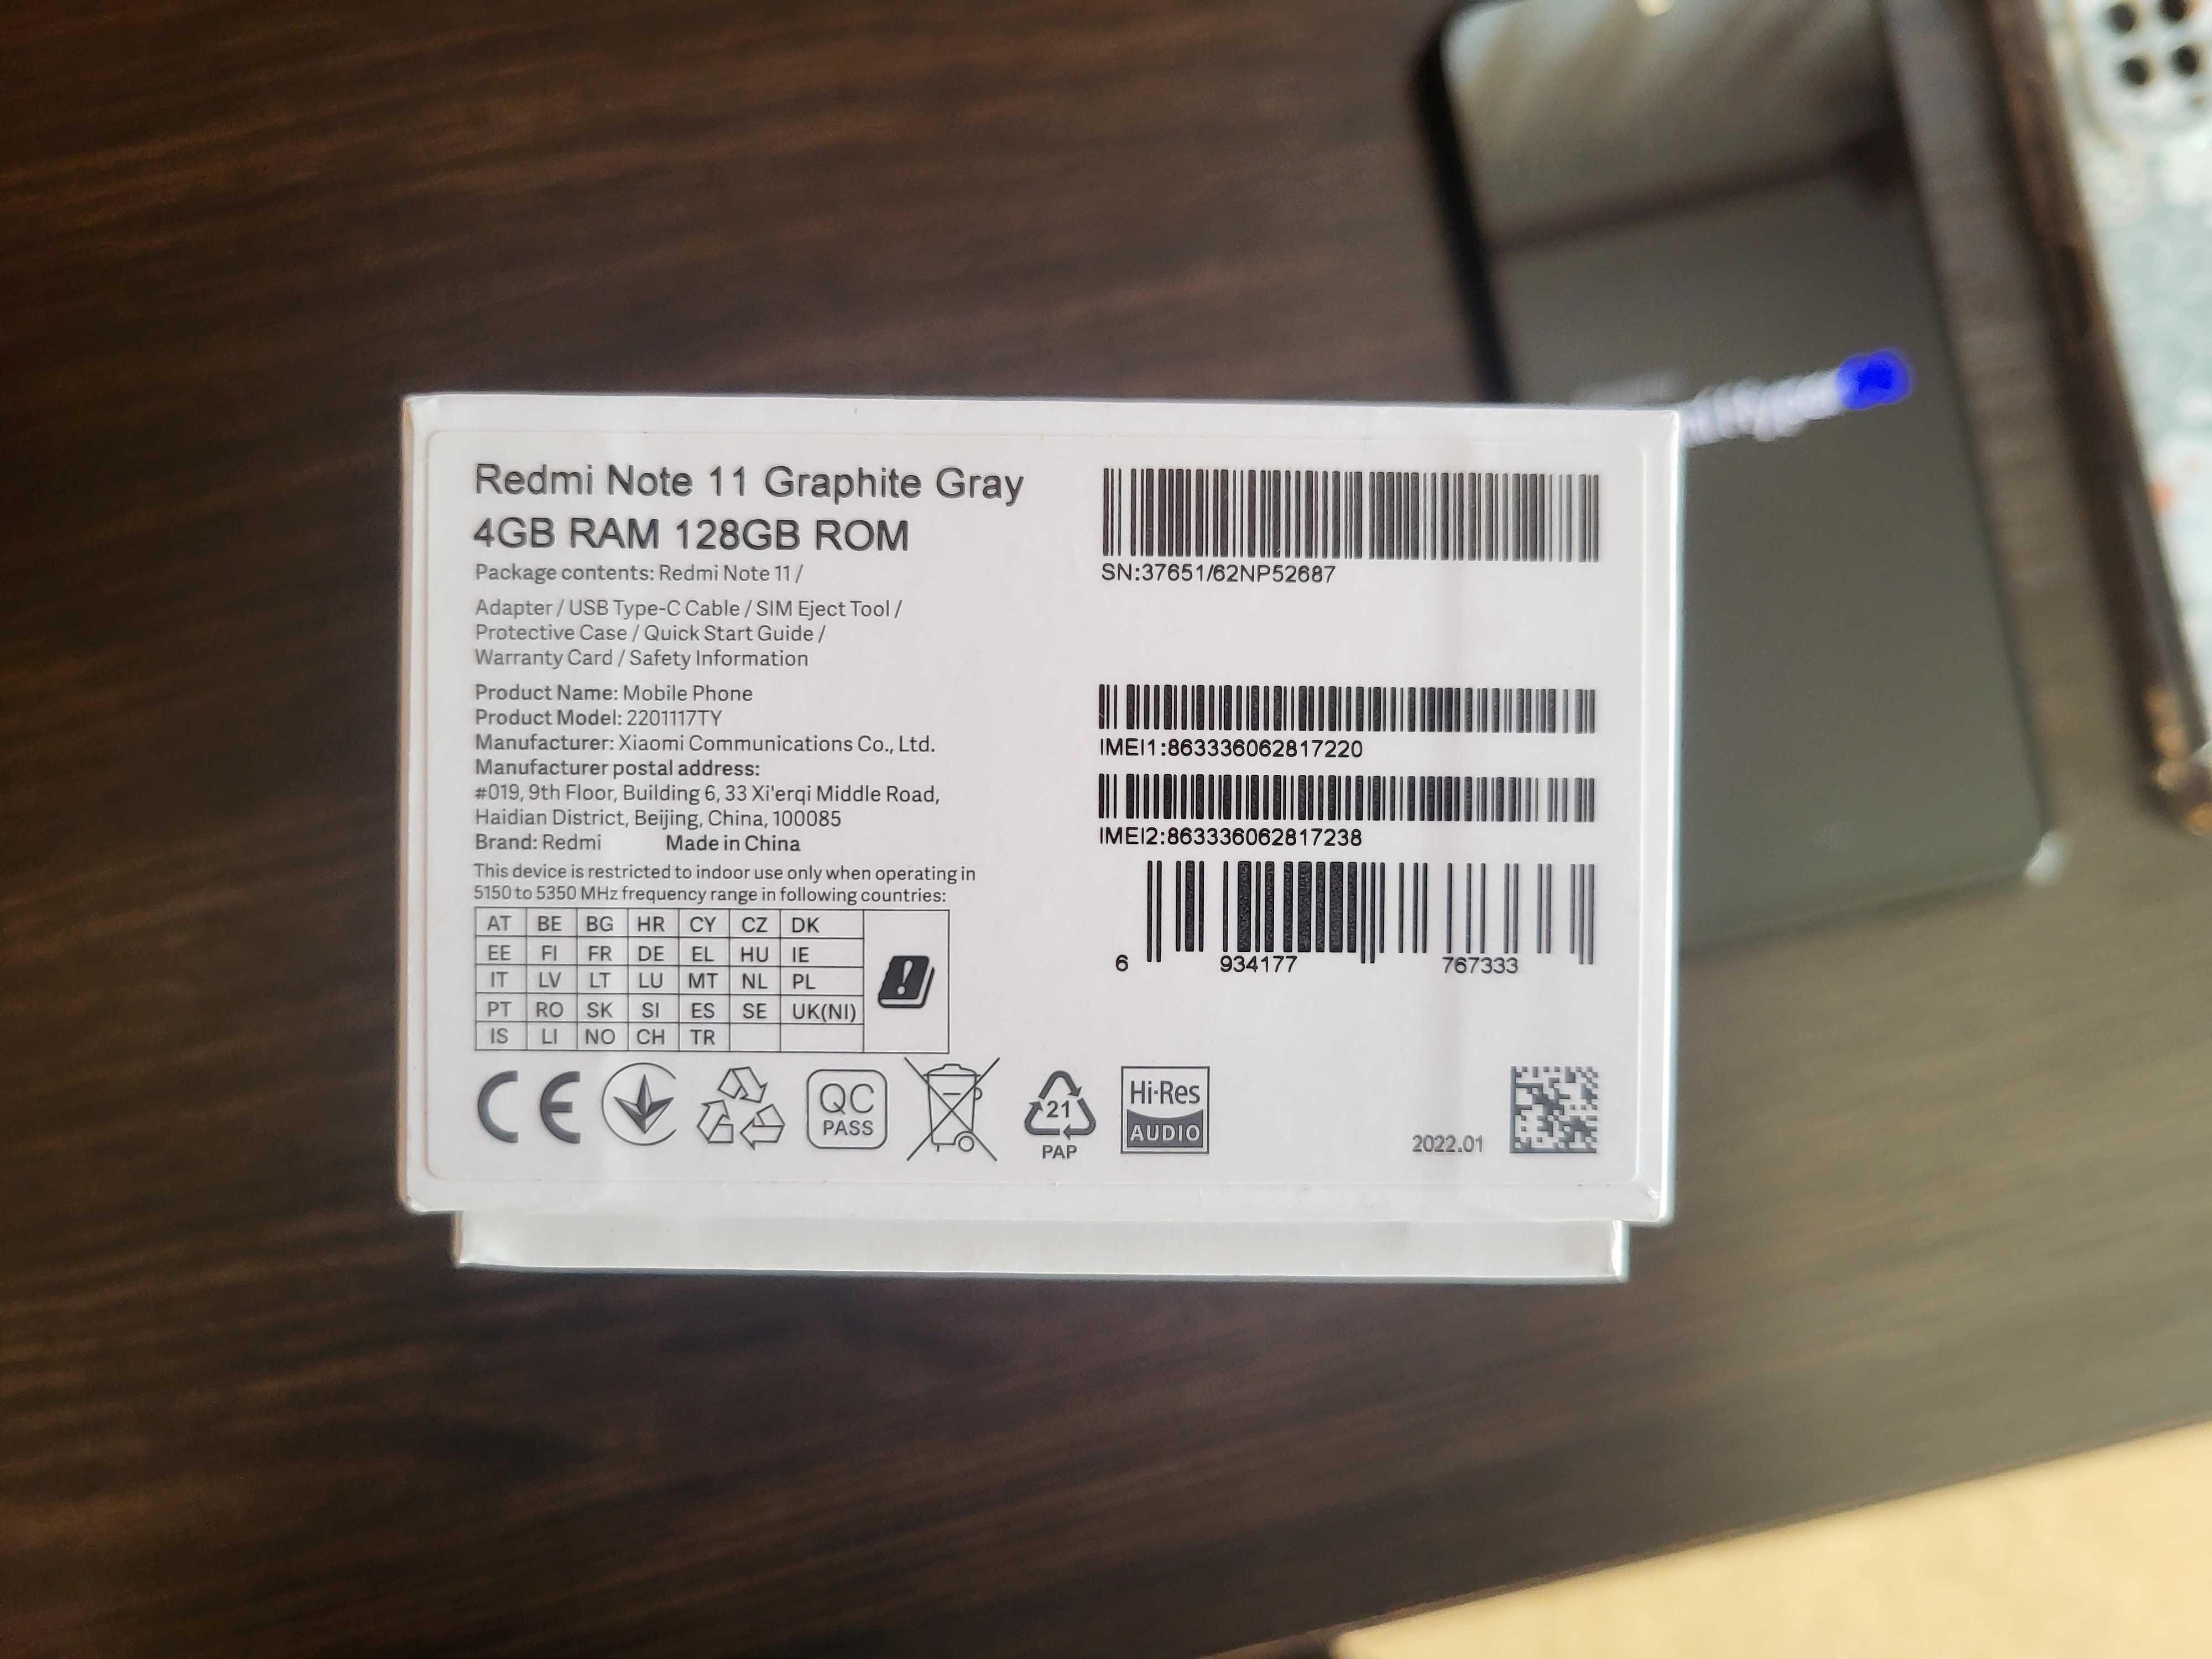 Redmi Note 11 Graphite Gray
4GB RAM 128GB ROM
Package contents: Redmi Note 11 /
Adapter / USB Type-C Cable / SIM Eject Tool /
Protective Case / Quick Start Guide /
Warranty Card / Safety Information
Product Name: Mobile Phone
Product Model: 2201117TY
Manufacturer: Xiaomi Communications Co., Ltd.
Manufacturer postal address:
#019, 9th Floor, Building 6, 33 Xi'erqi Middle Road,
Haidian District, Beijing, China, 100085
Brand: Redmi Made in China
This device is restricted to indoor use only when operating in
5150 to 5350 MHz frequency range in following countries:
AT BE BG HR CY CZ DK
EE FI FR DE EL HU IE
IT LV LT LU MT NL PL
PT RO SK SI ES SE UK(NI)
IS LI NO CH TR
CE
QC
PASS
21
PAP
Hi-Res
AUDIO
SN:37651/62NP52687
IMEI1:863336062817220
IMEI2:863336062817238
6 934177 767333
2022.01